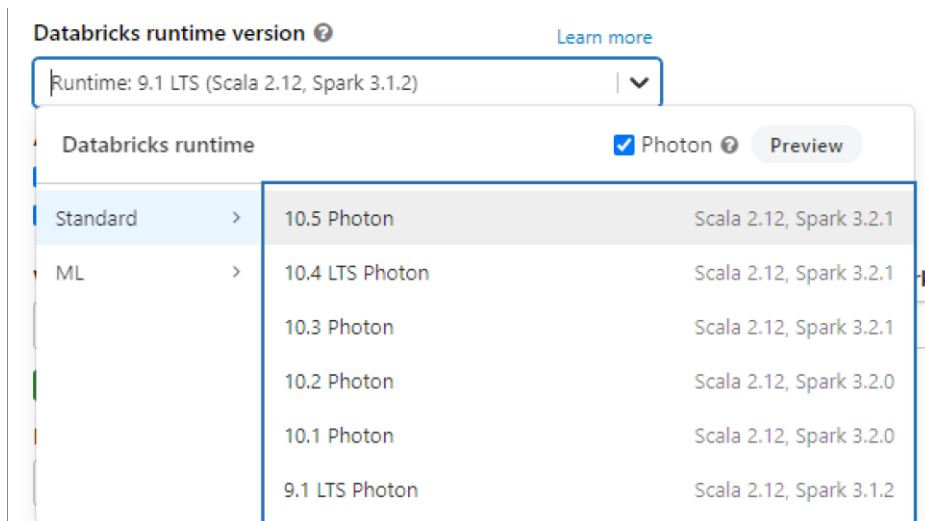 Databricks runtime version Learn more
Runtime: 9.1 LTS (Scala 2.12, Spark 3.1.2)
Databricks runtime Photon Preview
Standard 10.5 Photon Scala 2.12, Spark 3.2.1
ML 10.4 LTS Photon Scala 2.12, Spark 3.2.1
10.3 Photon Scala 2.12, Spark 3.2.1
10.2 Photon Scala 2.12, Spark 3.2.0
10.1 Photon Scala 2.12, Spark 3.2.0
9.1 LTS Photon Scala 2.12, Spark 3.1.2